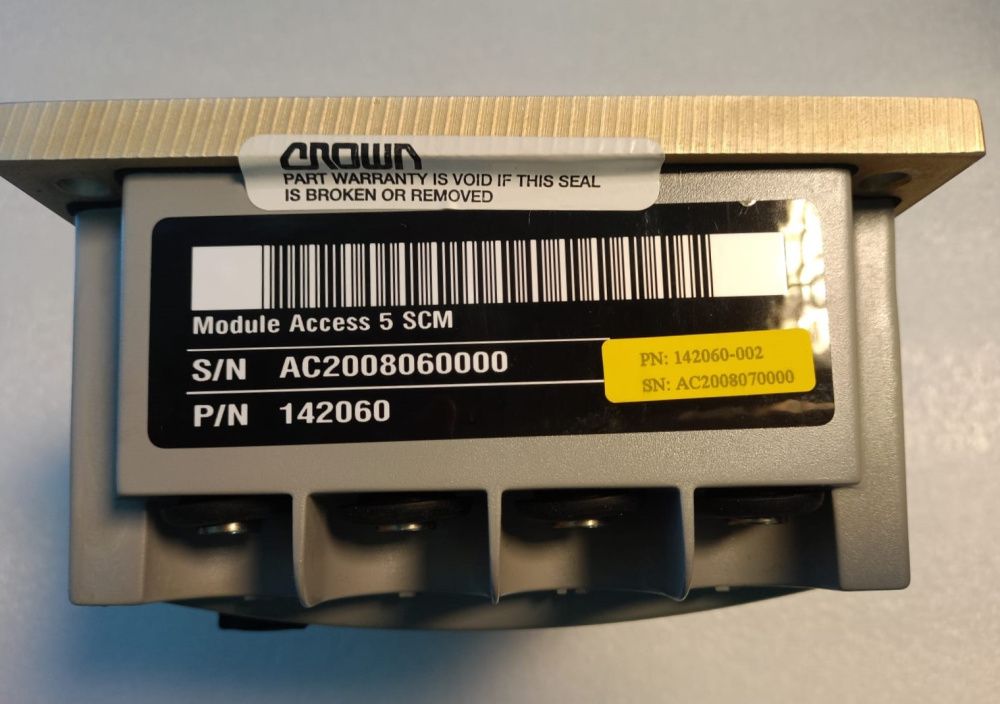 CROWN
PART WARRANTY IS VOID IF THIS SEAL
IS BROKEN OR REMOVED
Module Access 5 SCM
S/N AC2008060000
P/N 142060
PN: 142060-002
SN: AC2008070000